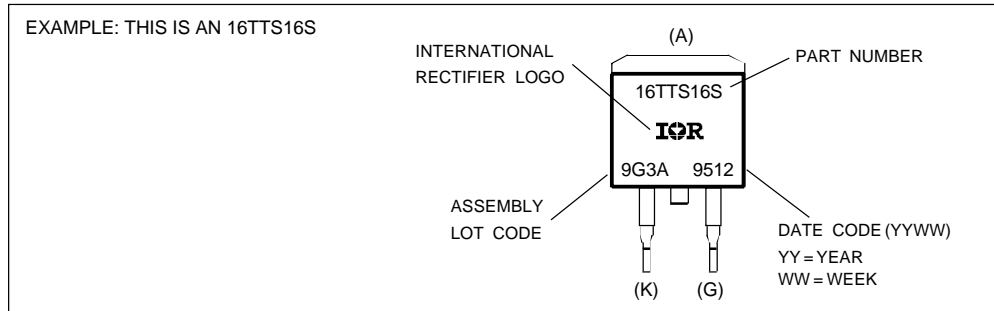 EXAMPLE: THIS IS AN 16TTS16S
(A)
INTERNATIONAL
RECTIFIER LOGO
PART NUMBER
16TTS16S
IOR
9G3A 9512
ASSEMBLY
LOT CODE
DATE CODE (YYWW)
YY = YEAR
WW = WEEK
(K) (G)